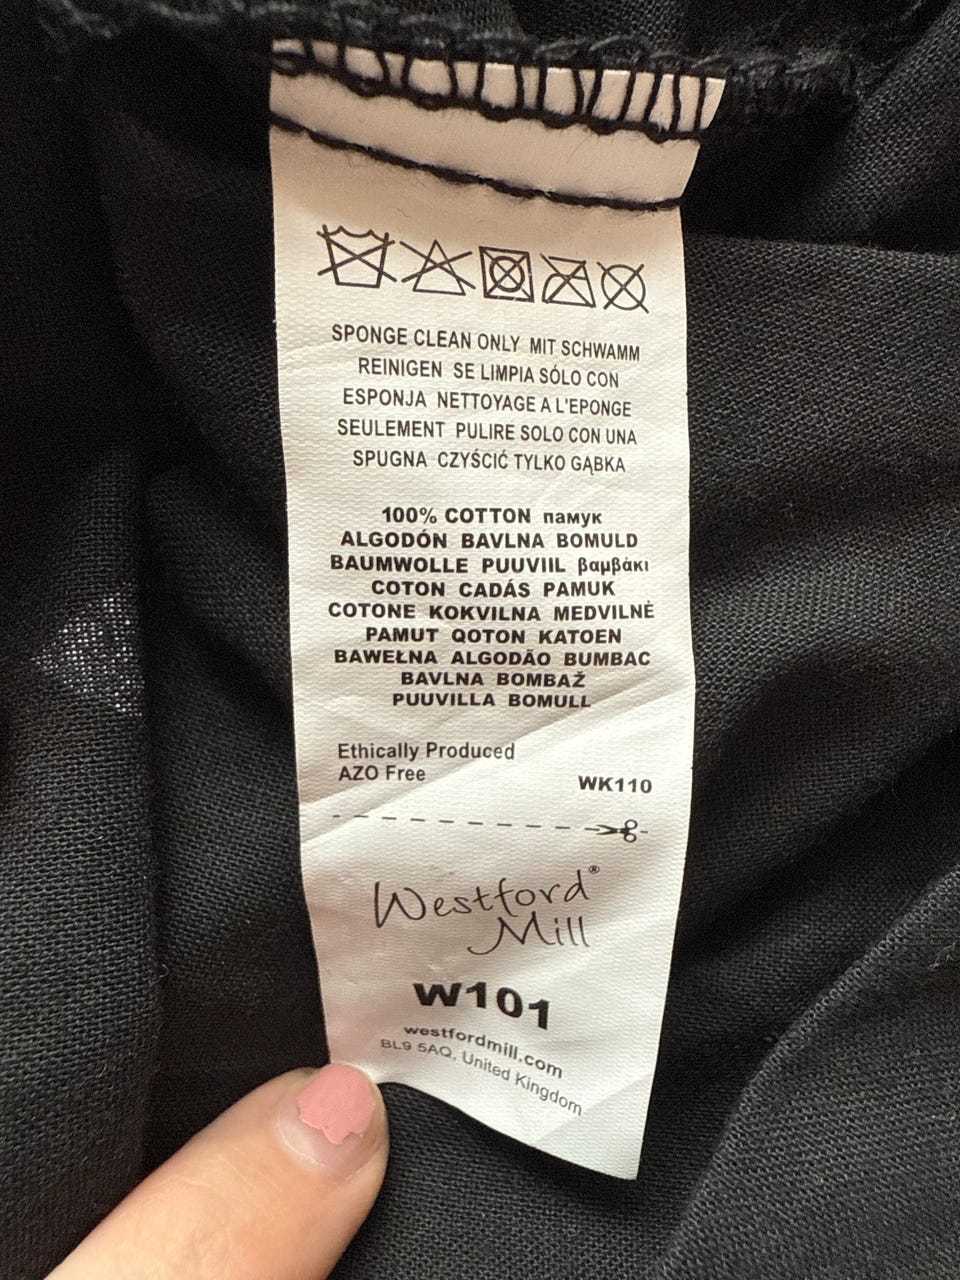 SPONGE CLEAN ONLY MIT SCHWAMM
REINIGEN SE LIMPIA SÓLO CON
ESPONJA NETTOYAGE A L'EPONGE
SEULEMENT PULIRE SOLO CON UNA
SPUGNA CZYŚCIĆ TYLKO GĄBKA
100% COTTON памук
ALGODÓN BAVLNA BOMULD
BAUMWOLLE PUUVIIL βαμβάκι
COTON CADÁS PAMUK
COTONE KOKVILNA MEDVILNĖ
PAMUT QOTON KATOEN
BAWEŁNA ALGODÃO BUMBAC
BAVLNA BOMBAŽ
PUUVILLA BOMULL
Ethically Produced
AZO Free
WK110
Westford®
Mill
W101
westfordmill.com
BL9 5AQ, United Kingdom